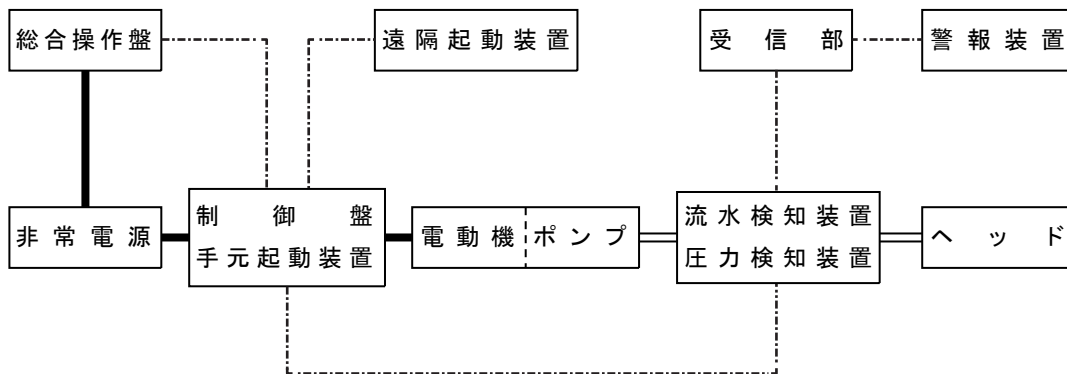 総合操作盤
遠隔起動装置
受信部
警報装置
非常電源
制御盤
手元起動装置
電動機
ポンプ
流水検知装置
圧力検知装置
ヘッド